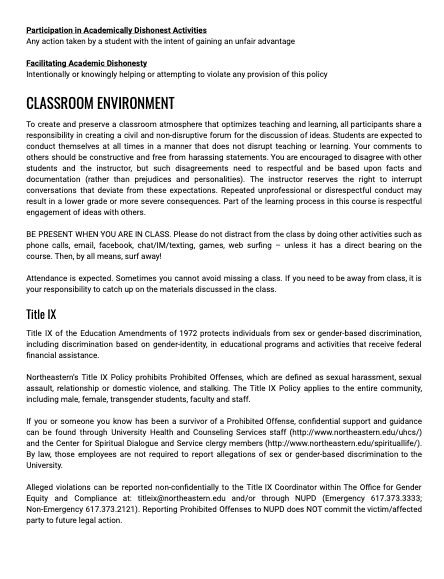 Participation in Academically Dishonest Activities
Any action taken by a student with the intent of gaining an unfair advantage
Facilitating Academic Dishonesty
Intentionally or knowingly helping or attempting to violate any provision of this policy
CLASSROOM ENVIRONMENT
To create and preserve a classroom atmosphere that optimizes teaching and learning, all participants share a
responsibility in creating a civil and non-disruptive forum for the discussion of ideas. Students are expected to
conduct themselves at all times in a manner that does not disrupt teaching or learning. Your comments to
others should be constructive and free from harassing statements. You are encouraged to disagree with other
students and the instructor, but such disagreements need to respectful and be based upon facts and
documentation (rather than prejudices and personalities). The instructor reserves the right to interrupt
conversations that deviate from these expectations. Repeated unprofessional or disrespectful conduct may
result in a lower grade or more severe consequences. Part of the learning process in this course is respectful
engagement of ideas with others.
BE PRESENT WHEN YOU ARE IN CLASS. Please do not distract from the class by doing other activities such as
phone calls, email, facebook, chat/IM/texting, games, web surfing – unless it has a direct bearing on the
course. Then, by all means, surf away!
Attendance is expected. Sometimes you cannot avoid missing a class. If you need to be away from class, it is
your responsibility to catch up on the materials discussed in the class.
Title IX
Title IX of the Education Amendments of 1972 protects individuals from sex or gender-based discrimination,
including discrimination based on gender-identity, in educational programs and activities that receive federal
financial assistance.
Northeastern's Title IX Policy prohibits Prohibited Offenses, which are defined as sexual harassment, sexual
assault, relationship or domestic violence, and stalking. The Title IX Policy applies to the entire community,
including male, female, transgender students, faculty and staff.
If you or someone you know has been a survivor of a Prohibited Offense, confidential support and guidance
can be found through University Health and Counseling Services staff (http://www.northeastern.edu/uhcs/)
and the Center for Spiritual Dialogue and Service clergy members (http://www.northeastern.edu/spirituallife/).
By law, those employees are not required to report allegations of sex or gender-based discrimination to the
University.
Alleged violations can be reported non-confidentially to the Title IX Coordinator within The Office for Gender
Equity and Compliance at: titleix@northeastern.edu and/or through NUPD (Emergency 617.373.3333;
Non-Emergency 617.373.2121). Reporting Prohibited Offenses to NUPD does NOT commit the victim/affected
party to future legal action.